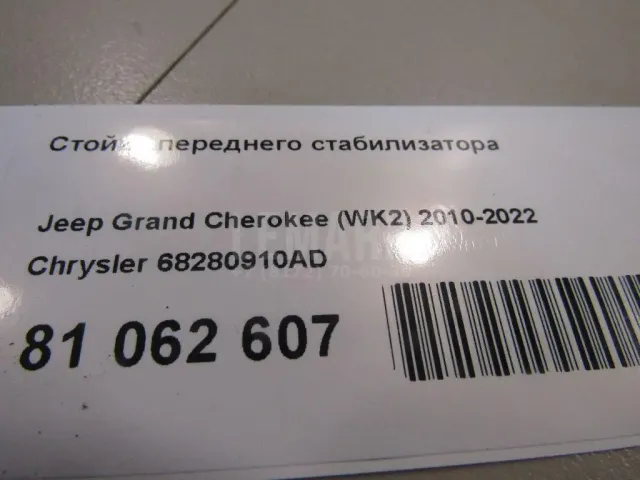 Стойка переднего стабилизатора
Jeep Grand Cherokee (WK2) 2010-2022
Chrysler 68280910AD
81 062 607